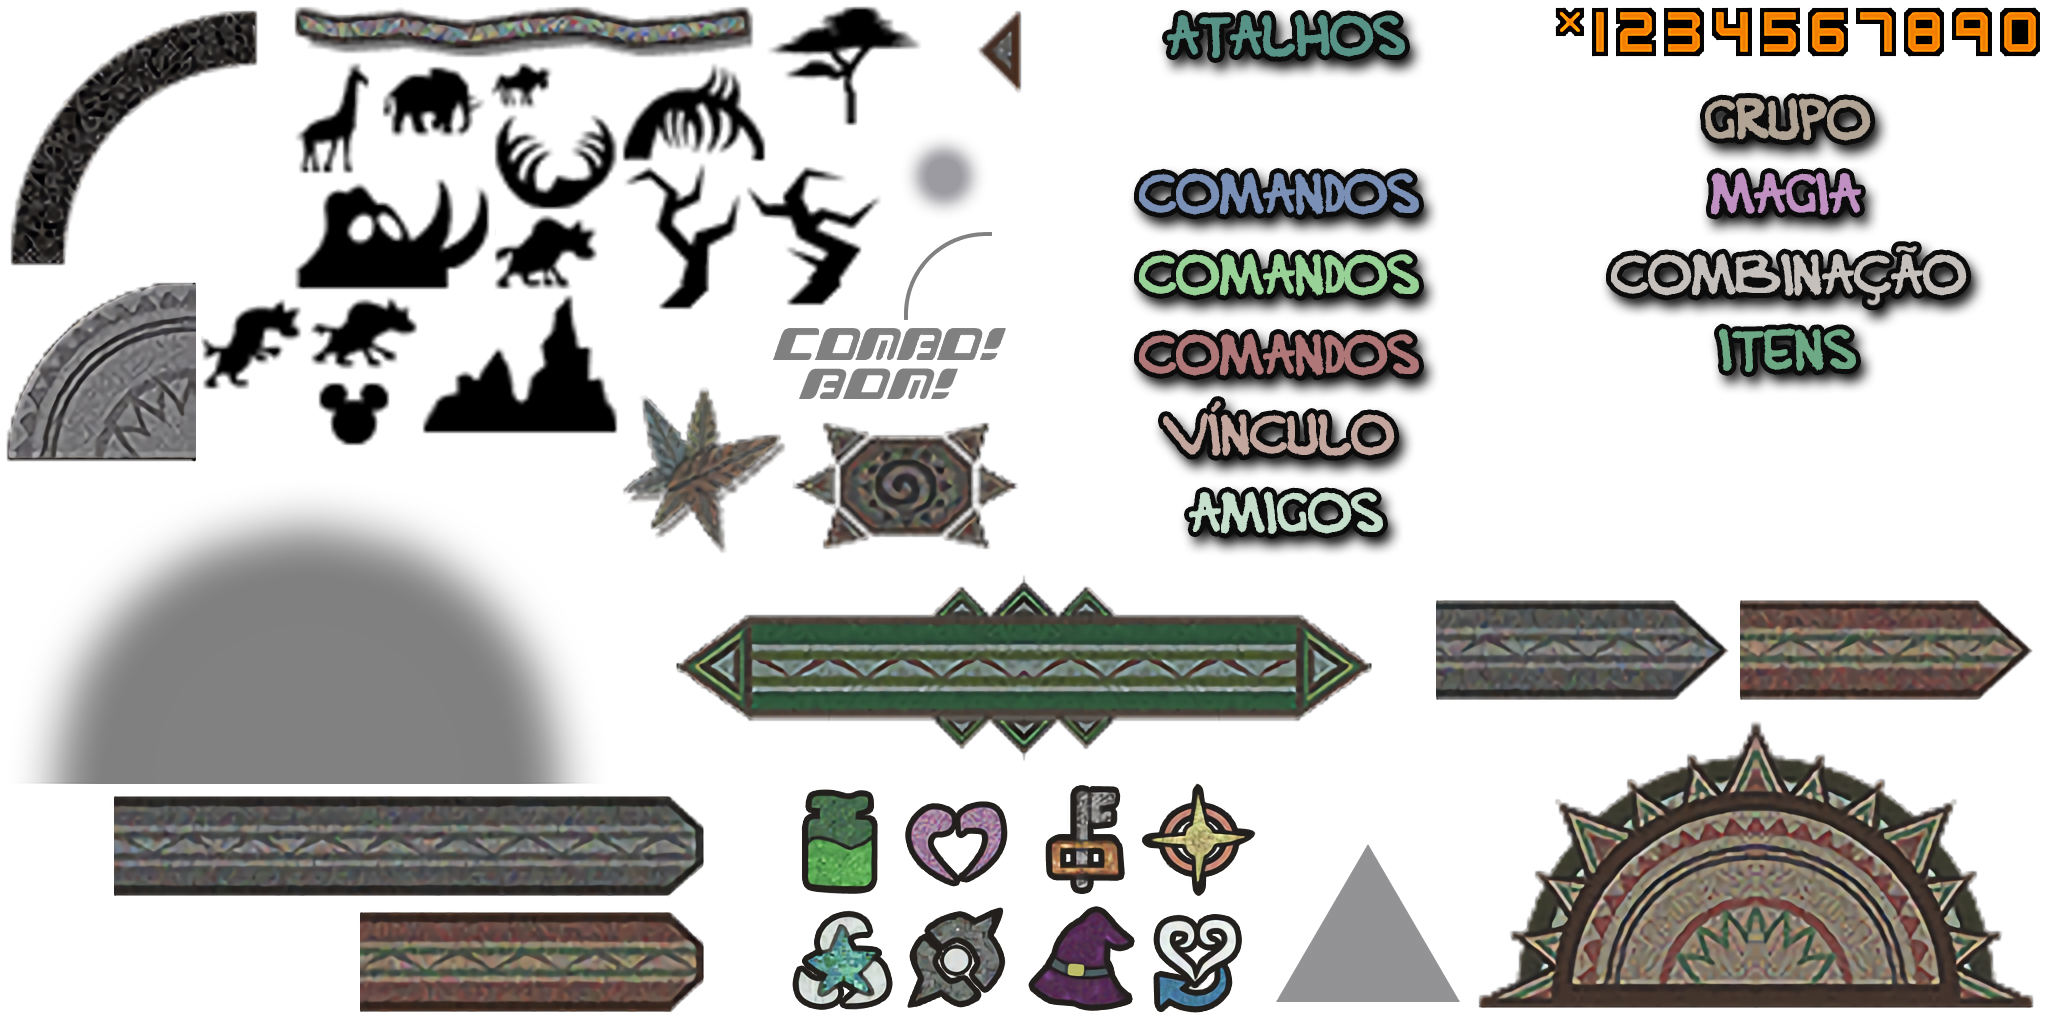 ATALHOS
×1234567890
GRUPO
COMANDOS
MAGIA
COMANDOS
COMBINAÇÃO
COMBO!
BOM!
COMANDOS
ITENS
VÍNCULO
AMIGOS